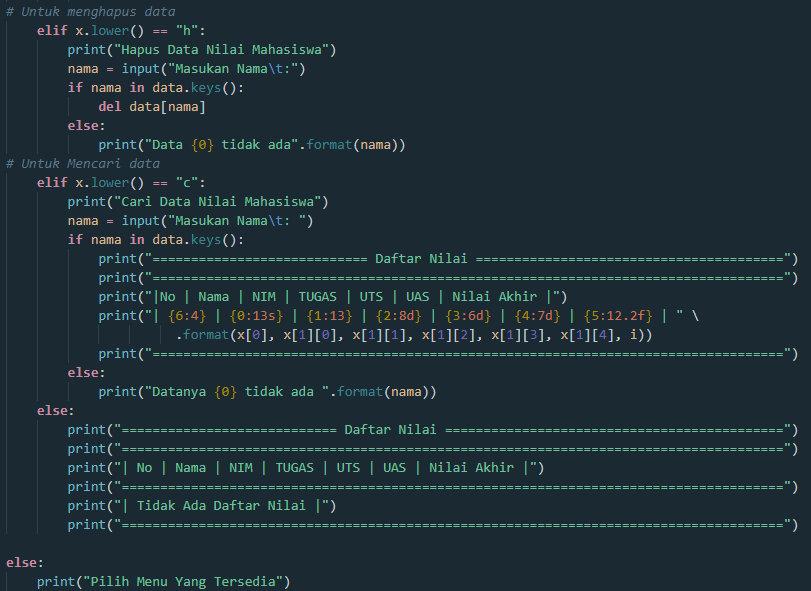 # Untuk menghapus data
    elif x.lower() == "h":
        print("Hapus Data Nilai Mahasiswa")
        nama = input("Masukan Nama\t:")
        if nama in data.keys():
            del data[nama]
        else:
            print("Data {0} tidak ada".format(nama))
# Untuk Mencari data
    elif x.lower() == "c":
        print("Cari Data Nilai Mahasiswa")
        nama = input("Masukan Nama\t: ")
        if nama in data.keys():
            print("============================ Daftar Nilai ========================================")
            print("==================================================================================")
            print("|No | Nama | NIM | TUGAS | UTS | UAS | Nilai Akhir |")
            print("| {6:4} | {0:13s} | {1:13} | {2:8d} | {3:6d} | {4:7d} | {5:12.2f} | " \
                      .format(x[0], x[1][0], x[1][1], x[1][2], x[1][3], x[1][4], i))
            print("==================================================================================")
        else:
            print("Datanya {0} tidak ada ".format(nama))
    else:
        print("============================ Daftar Nilai ============================================")
        print("======================================================================================")
        print("| No | Nama | NIM | TUGAS | UTS | UAS | Nilai Akhir |")
        print("======================================================================================")
        print("| Tidak Ada Daftar Nilai |")
        print("======================================================================================")
else:
    print("Pilih Menu Yang Tersedia")